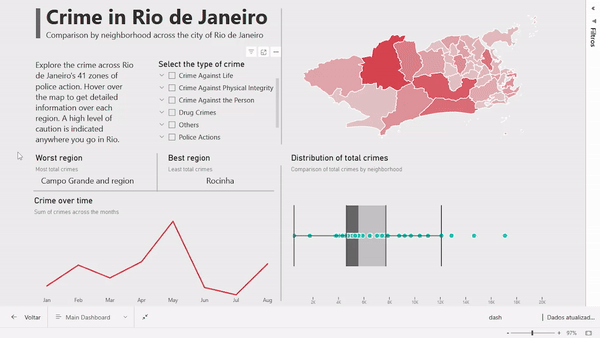 Crime in Rio de Janeiro
Comparison by neighborhood across the city of Rio de Janeiro
Filtros
Explore the crime across Rio
de Janeiro's 41 zones of
police action. Hover over
the map to get detailed
information over each
region. A high level of
caution is indicated
anywhere you go in Rio.
Select the type of crime
Crime Against Life
Crime Against Physical Integrity
Crime Against the Person
Drug Crimes
Others
Police Actions
Worst region
Most total crimes
Campo Grande and region
Best region
Least total crimes
Rocinha
Distribution of total crimes
Comparison of total crimes by neighborhood
Crime over time
Sum of crimes across the months
Jan Feb Mar Apr May Jun Jul Aug
2K 4K 6K 8K 10K 12K 14K 16K 18K 20K
Voltar
Main Dashboard
dash
Dados atualizad...
97%